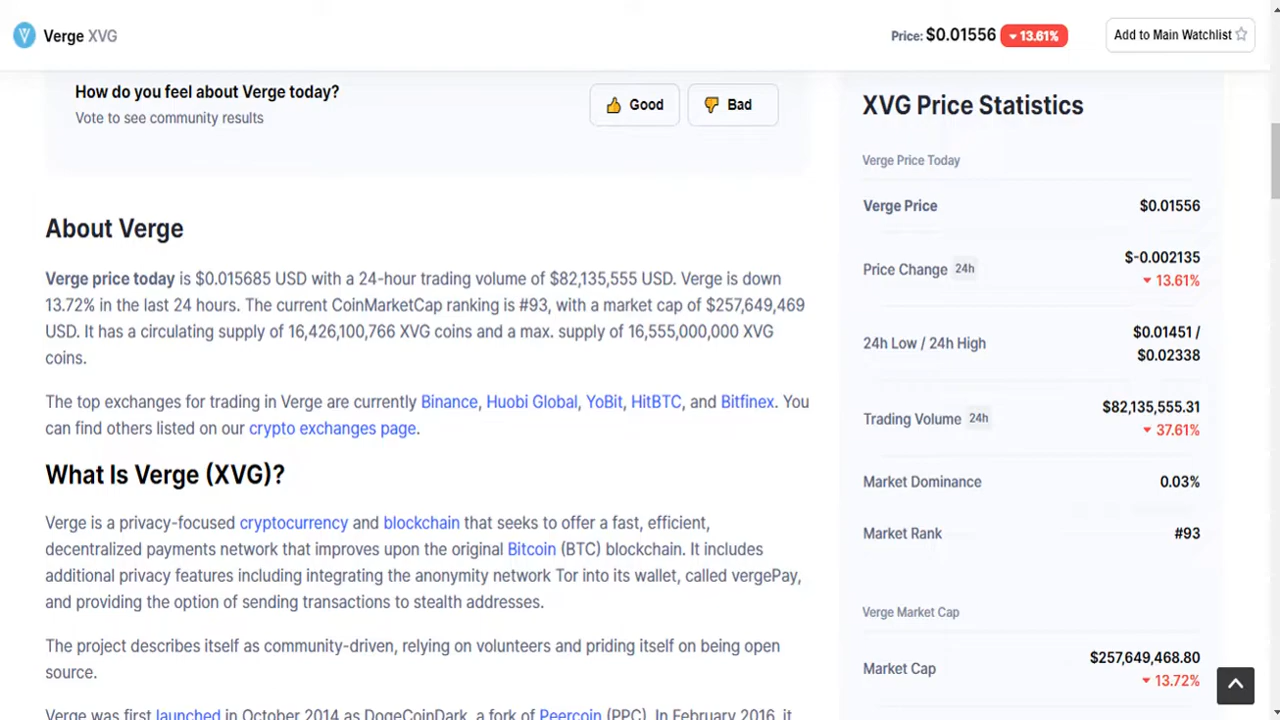 Verge XVG
Price: $0.01556 13.61%
Add to Main Watchlist
How do you feel about Verge today?
Vote to see community results
Good
Bad
About Verge
Verge price today is $0.015685 USD with a 24-hour trading volume of $82,135,555 USD. Verge is down
13.72% in the last 24 hours. The current CoinMarketCap ranking is #93, with a market cap of $257,649,469
USD. It has a circulating supply of 16,426,100,766 XVG coins and a max. supply of 16,555,000,000 XVG
coins.
The top exchanges for trading in Verge are currently Binance, Huobi Global, YoBit, HitBTC, and Bitfinex. You
can find others listed on our crypto exchanges page.
What Is Verge (XVG)?
Verge is a privacy-focused cryptocurrency and blockchain that seeks to offer a fast, efficient,
decentralized payments network that improves upon the original Bitcoin (BTC) blockchain. It includes
additional privacy features including integrating the anonymity network Tor into its wallet, called vergePay,
and providing the option of sending transactions to stealth addresses.
The project describes itself as community-driven, relying on volunteers and priding itself on being open
source.
Verge was first launched in October 2014 as DogeCoinDark, a fork of Peercoin (PPC). In February 2016, it
XVG Price Statistics
Verge Price Today
Verge Price $0.01556
Price Change 24h $-0.002135
13.61%
24h Low / 24h High $0.01451 /
$0.02338
Trading Volume 24h $82,135,555.31
37.61%
Market Dominance 0.03%
Market Rank #93
Verge Market Cap
Market Cap $257,649,468.80
13.72%